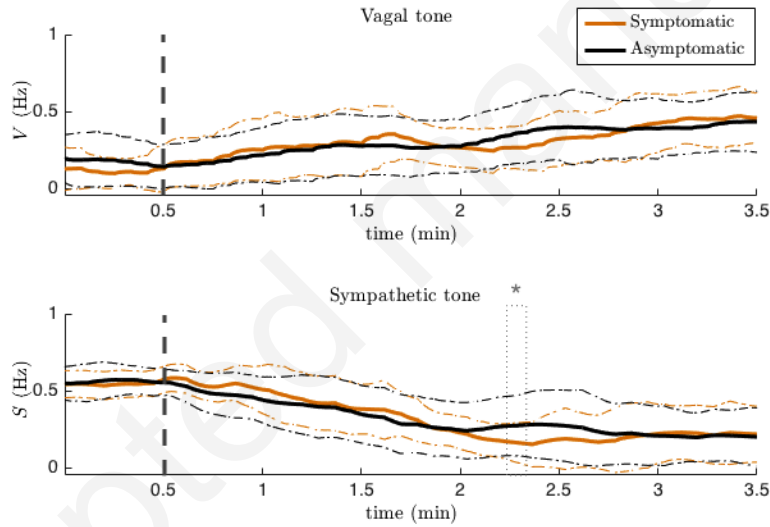 Vagal tone
Symptomatic
Asymptomatic
V (Hz)
1
0.5
0
0.5 1 1.5 2 2.5 3 3.5
time (min)
Sympathetic tone
*
S (Hz)
1
0.5
0
0.5 1 1.5 2 2.5 3 3.5
time (min)